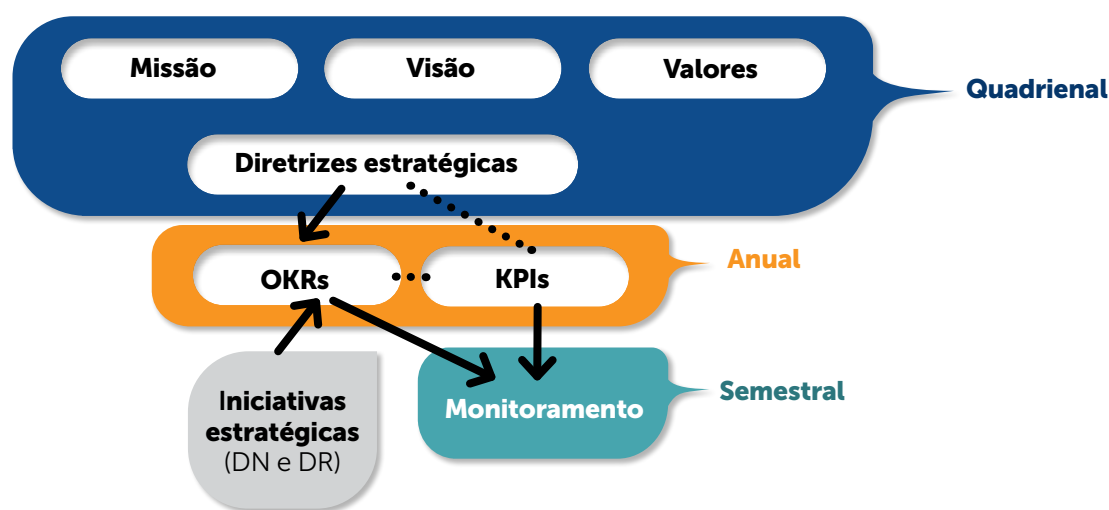 Missão
Visão
Valores
Quadrienal
Diretrizes estratégicas
OKRs
KPIs
Anual
Iniciativas
estratégicas
(DN e DR)
Monitoramento
Semestral